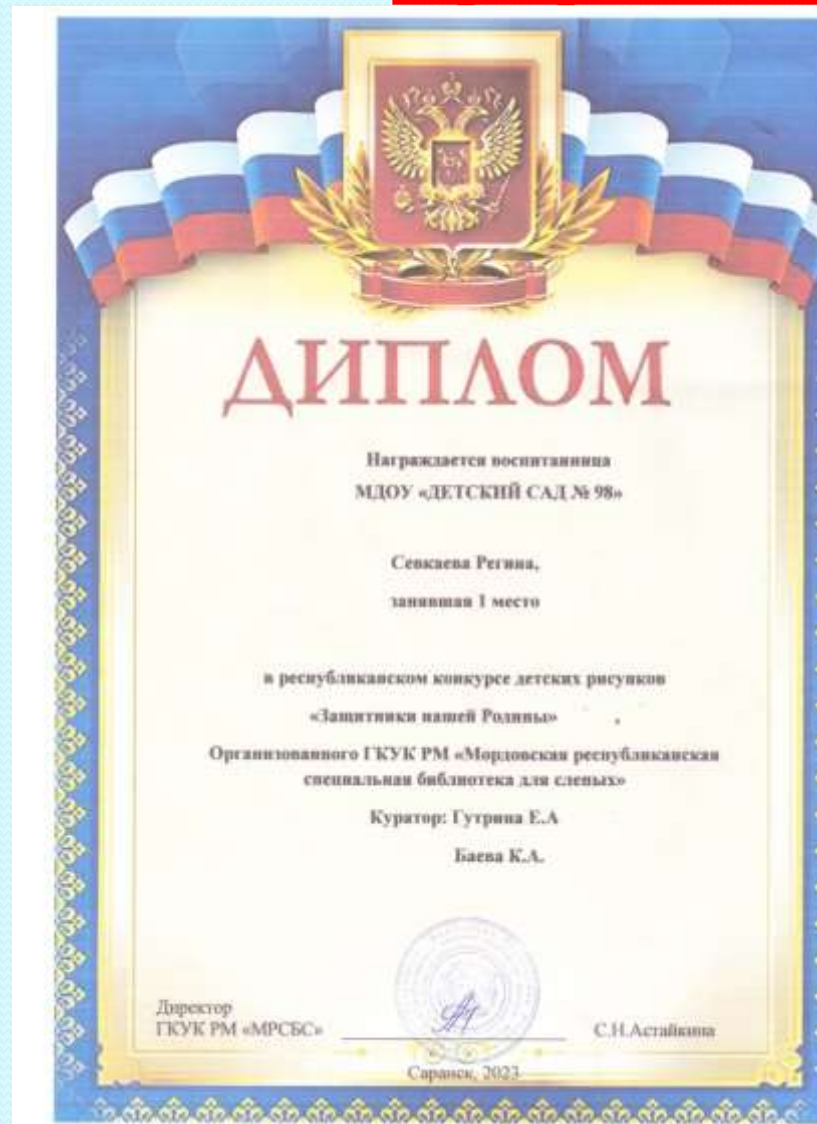 ДИПЛОМ
Награждается воспитанница
МДОУ «ДЕТСКИЙ САД № 98»
Севкаева Регина,
занявшая 1 место
в республиканском конкурсе детских рисунков
«Защитники нашей Родины»
Организованного ГКУК РМ «Мордовская республиканская
специальная библиотека для слепых»
Куратор: Гутрина Е.А
Баева К.А.
Директор
ГКУК РМ «МРСБС»
С.Н.Астайкина
Саранск, 2023